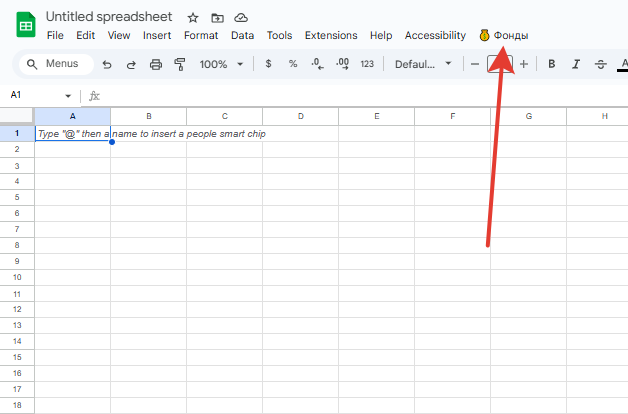 Untitled spreadsheet
File Edit View Insert Format Data Tools Extensions Help Accessibility 💰 Фонды
Menus 100% $ % .0 .00 123 Defaul... B I A
A1 fx
A B C D E F G H
1 Type "@" then a name to insert a people smart chip
2
3
4
5
6
7
8
9
10
11
12
13
14
15
16
17
18